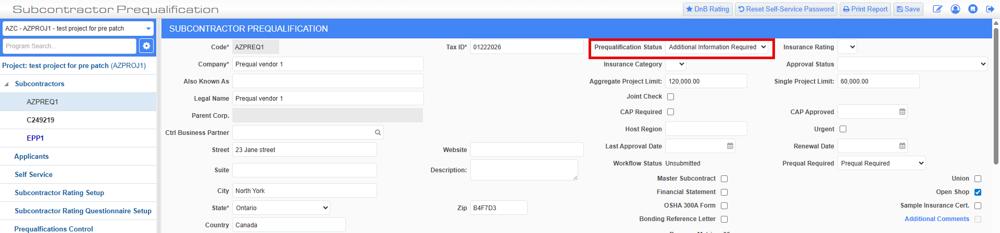 Subcontractor Prequalification
DnB Rating
Reset Self-Service Password
Print Report
Save
AZC - AZPROJ1 - test project for pre patch
Program Search...
Project: test project for pre patch (AZPROJ1)
Subcontractors
AZPREQ1
C249219
EPP1
Applicants
Self Service
Subcontractor Rating Setup
Subcontractor Rating Questionnaire Setup
Prequalfications Control
SUBCONTRACTOR PREQUALIFICATION
Code* AZPREQ1
Tax ID* 01222026
Prequalification Status Additional Information Required
Insurance Rating
Company* Prequal vendor 1
Insurance Category
Approval Status
Also Known As
Aggregate Project Limit: 120,000.00
Single Project Limit: 60,000.00
Legal Name Prequal vendor 1
Joint Check
Parent Corp.
CAP Required
CAP Approved
Ctrl Business Partner
Host Region
Urgent
Street 23 Jane street
Website
Last Approval Date
Renewal Date
Suite
Description:
Workflow Status Unsubmitted
Prequal Required Prequal Required
Master Subcontract
Union
City North York
Financial Statement
Open Shop
State* Ontario
Zip B4F7D3
OSHA 300A Form
Sample Insurance Cert.
Bonding Reference Letter
Additional Comments
Country Canada